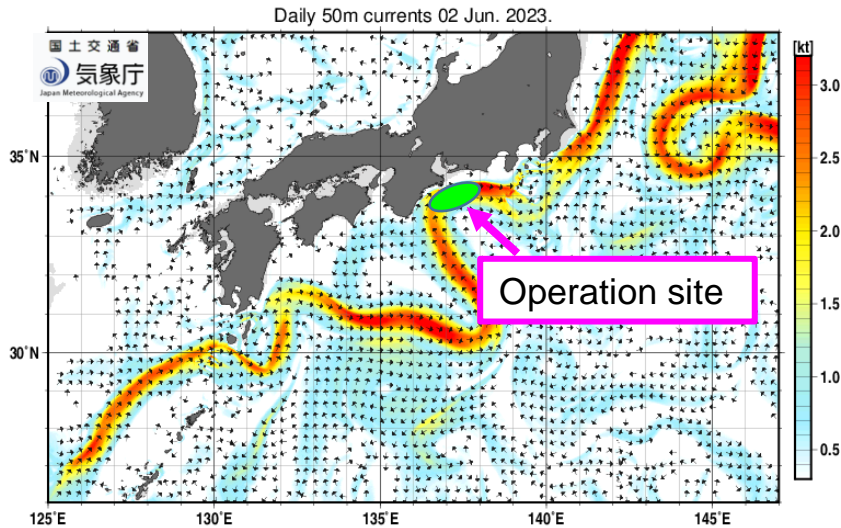 Daily 50m currents 02 Jun. 2023.
国土交通省
気象庁
Japan Meteorological Agency
[kt]
3.0
35°N
2.5
2.0
Operation site
1.5
30°N
1.0
0.5
125°E
130°E
135°E
140°E
145°E